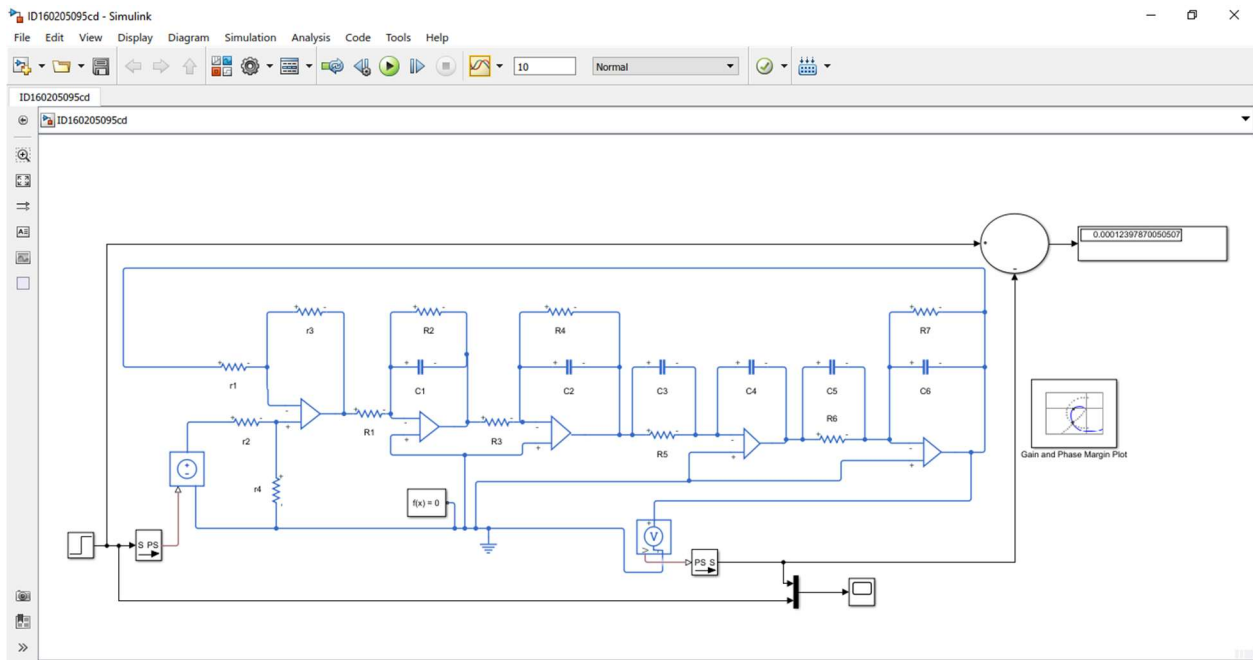 ID160205095cd - Simulink
File Edit View Display Diagram Simulation Analysis Code Tools Help
10 Normal
ID160205095cd
ID160205095cd
0.00012397870050507
r3 R2 R4 R7
r1 C1 C2 C3 C4 C5 C6
R6
r2 R1 R3 R5
Gain and Phase Margin Plot
r4
f(x) = 0
V
S PS
PS S